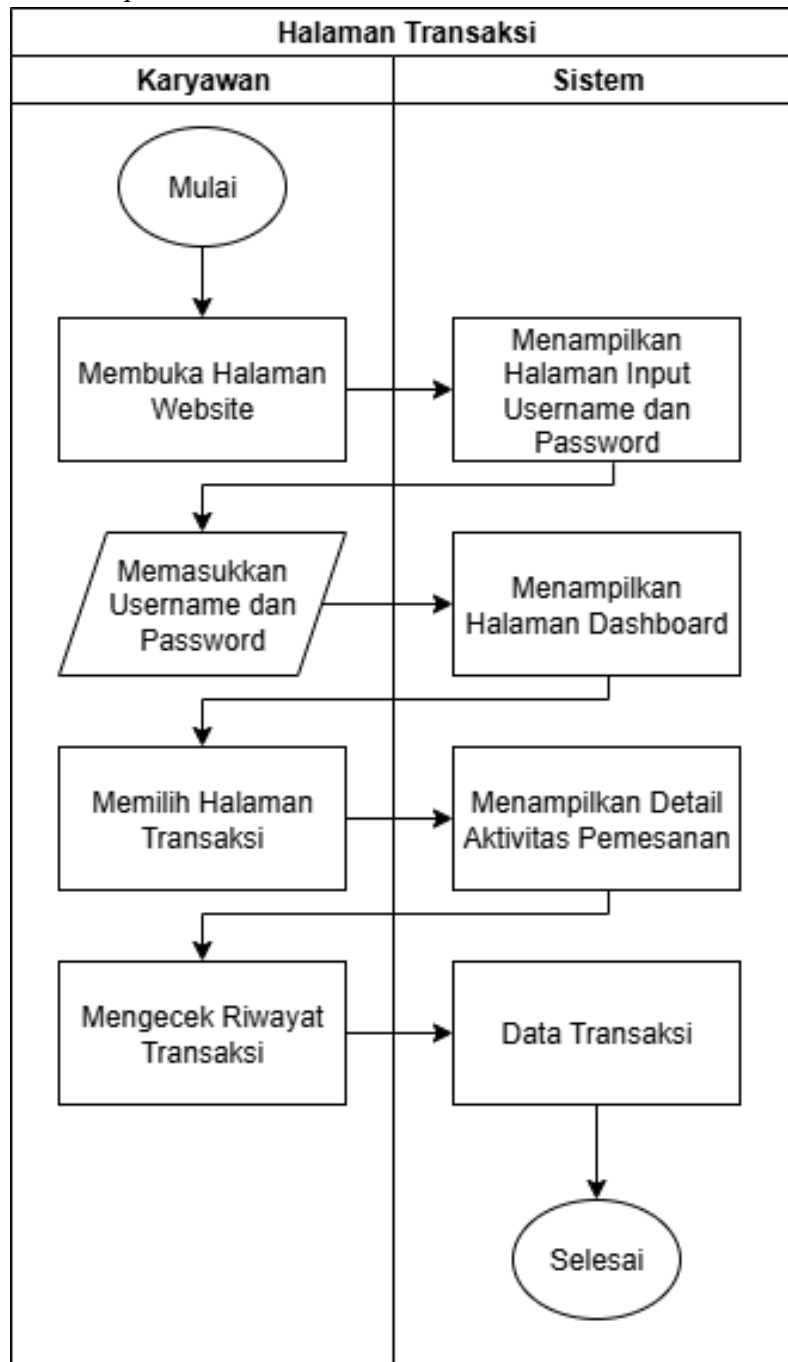 Halaman Transaksi
Karyawan
Sistem
Mulai
Membuka Halaman
Website
Menampilkan
Halaman Input
Username dan
Password
Memasukkan
Username dan
Password
Menampilkan
Halaman Dashboard
Memilih Halaman
Transaksi
Menampilkan Detail
Aktivitas Pemesanan
Mengecek Riwayat
Transaksi
Data Transaksi
Selesai